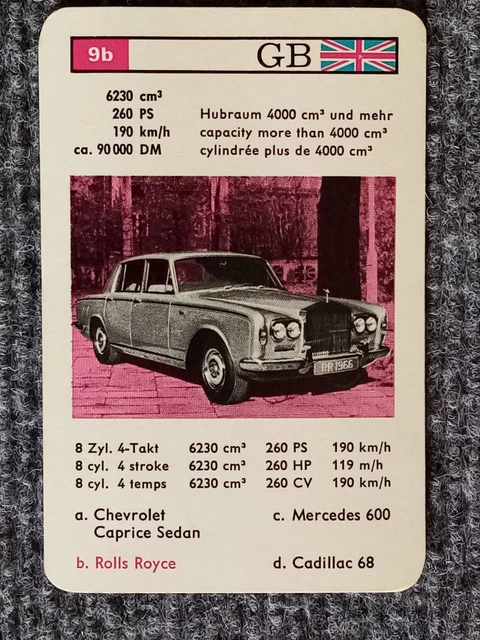 9b GB
6230 cm³
260 PS
190 km/h
ca. 90 000 DM
Hubraum 4000 cm³ und mehr
capacity more than 4000 cm³
cylindrée plus de 4000 cm³
RR 1966
8 Zyl. 4-Takt 6230 cm³ 260 PS 190 km/h
8 cyl. 4 stroke 6230 cm³ 260 HP 119 m/h
8 cyl. 4 temps 6230 cm³ 260 CV 190 km/h
a. Chevrolet
Caprice Sedan
c. Mercedes 600
b. Rolls Royce
d. Cadillac 68